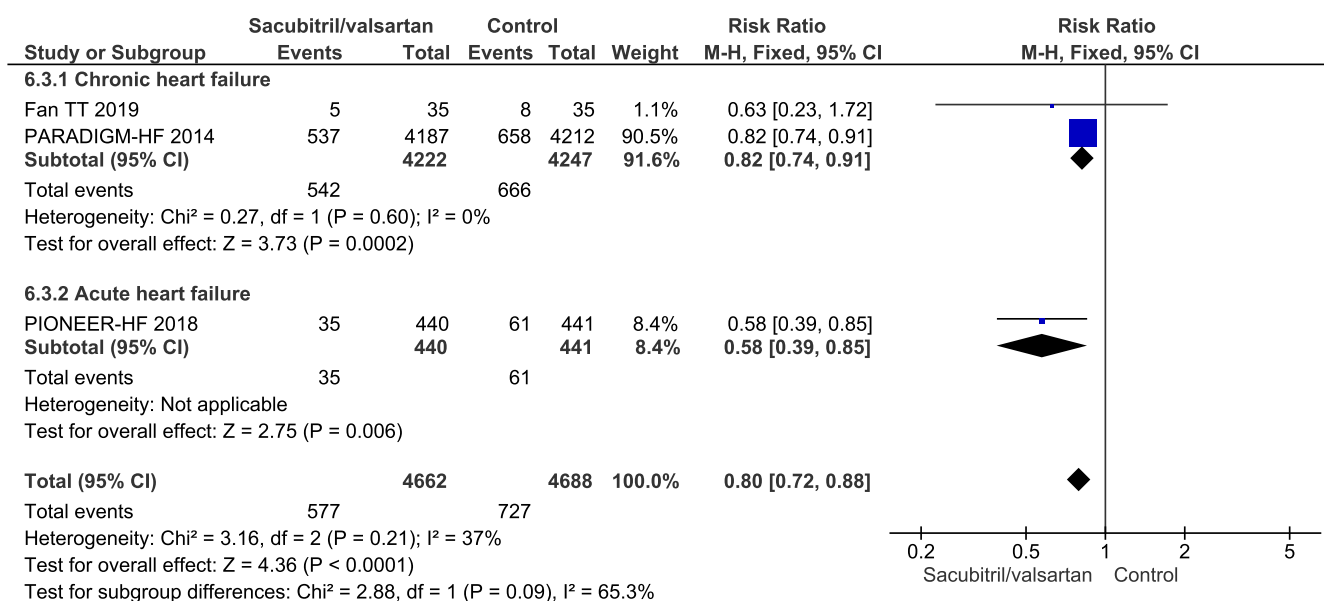 Sacubitril/valsartan Control Risk Ratio Risk Ratio
Study or Subgroup Events Total Events Total Weight M-H, Fixed, 95% CI M-H, Fixed, 95% CI
6.3.1 Chronic heart failure
Fan TT 2019 5 35 8 35 1.1% 0.63 [0.23, 1.72]
PARADIGM-HF 2014 537 4187 658 4212 90.5% 0.82 [0.74, 0.91]
Subtotal (95% CI) 4222 4247 91.6% 0.82 [0.74, 0.91]
Total events 542 666
Heterogeneity: Chi² = 0.27, df = 1 (P = 0.60); I² = 0%
Test for overall effect: Z = 3.73 (P = 0.0002)
6.3.2 Acute heart failure
PIONEER-HF 2018 35 440 61 441 8.4% 0.58 [0.39, 0.85]
Subtotal (95% CI) 440 441 8.4% 0.58 [0.39, 0.85]
Total events 35 61
Heterogeneity: Not applicable
Test for overall effect: Z = 2.75 (P = 0.006)
Total (95% CI) 4662 4688 100.0% 0.80 [0.72, 0.88]
Total events 577 727
Heterogeneity: Chi² = 3.16, df = 2 (P = 0.21); I² = 37%
Test for overall effect: Z = 4.36 (P < 0.0001)
Test for subgroup differences: Chi² = 2.88, df = 1 (P = 0.09), I² = 65.3%
0.2 0.5 1 2 5
Sacubitril/valsartan Control